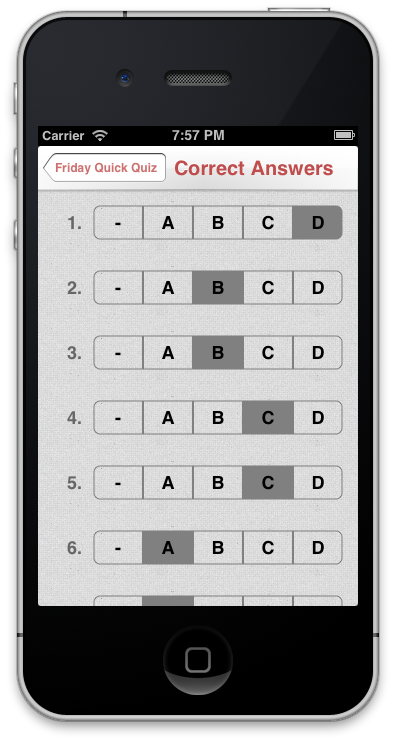 Carrier 7:57 PM
Friday Quick Quiz Correct Answers
1. - A B C D
2. - A B C D
3. - A B C D
4. - A B C D
5. - A B C D
6. - A B C D